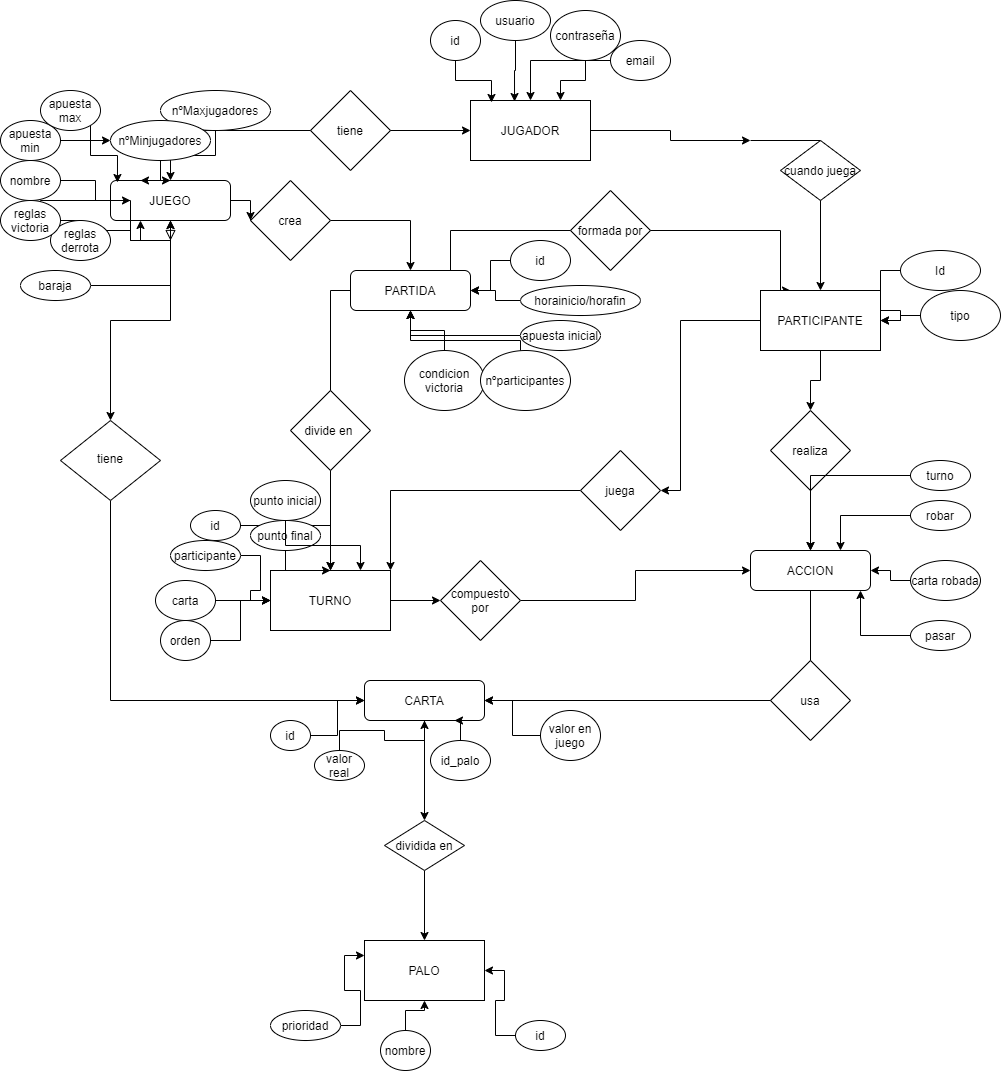 usuario
contraseña
id
email
apuesta
max
nºMaxjugadores
apuesta
min
nºMinjugadores
tiene
JUGADOR
cuando juega
nombre
JUEGO
reglas
victoria
reglas
derrota
crea
formada por
baraja
PARTIDA
id
horainicio/horafin
Id
tipo
PARTICIPANTE
apuesta inicial
condicion
victoria
nºparticipantes
divide en
tiene
realiza
juega
turno
punto inicial
id
punto final
robar
participante
carta
TURNO
compuesto
por
ACCION
carta robada
orden
pasar
CARTA
usa
id
valor
real
id_palo
valor en
juego
dividida en
PALO
prioridad
nombre
id